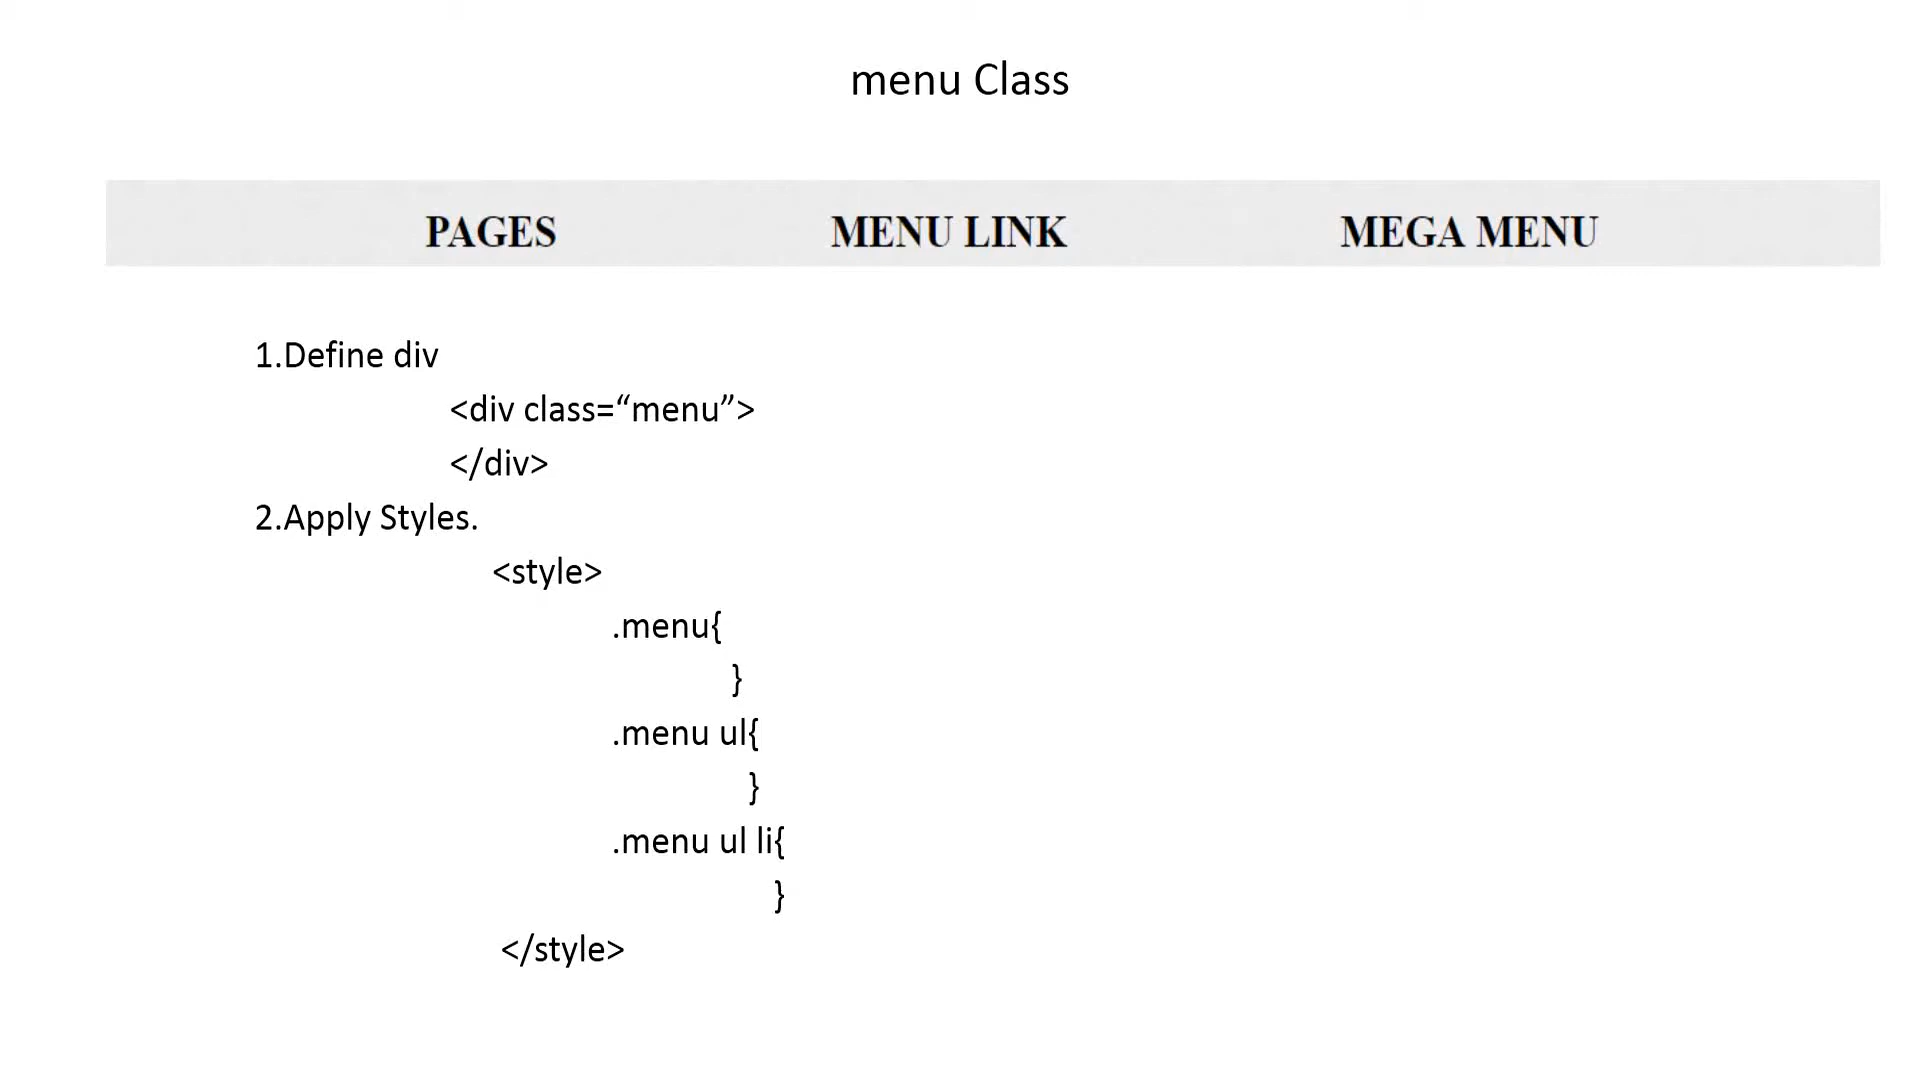 menu Class
PAGES MENU LINK MEGA MENU
1.Define div
<div class=“menu”>
</div>
2.Apply Styles.
<style>
.menu{
}
.menu ul{
}
.menu ul li{
}
</style>